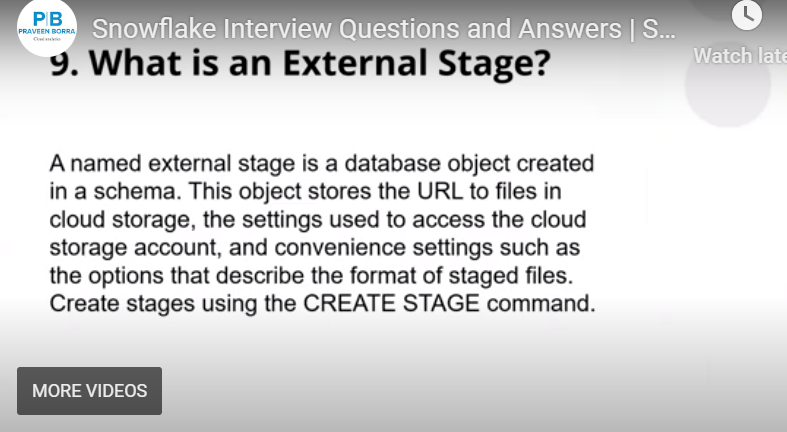 P|B
PRAVEEN BORRA
Cloud Analytics
Snowflake Interview Questions and Answers | S...
Watch late
9. What is an External Stage?
A named external stage is a database object created
in a schema. This object stores the URL to files in
cloud storage, the settings used to access the cloud
storage account, and convenience settings such as
the options that describe the format of staged files.
Create stages using the CREATE STAGE command.
MORE VIDEOS